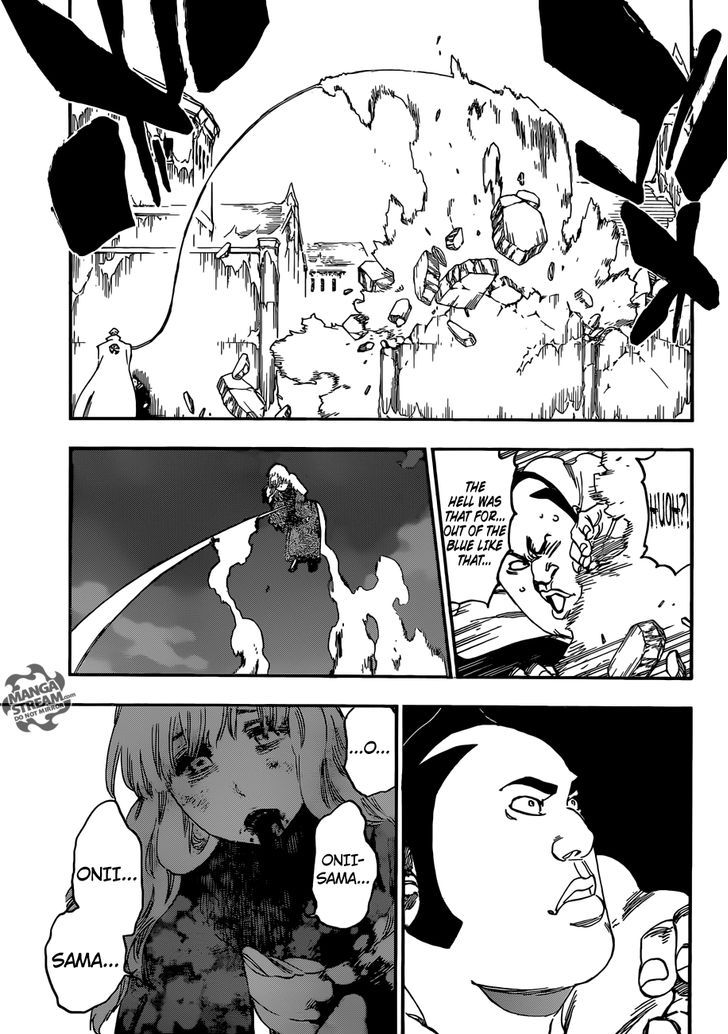 HUOH?!
THE
HELL WAS
THAT FOR...
OUT OF THE
BLUE LIKE
THAT...
MANGA
STREAM.com
DO NOT MIRROR
...O...
ONII-
SAMA...
ONII...
SAMA...